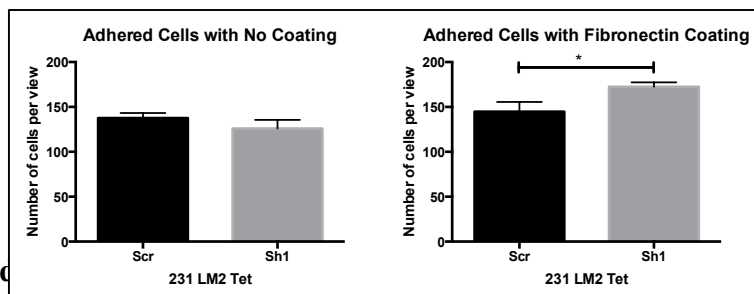 Adhered Cells with No Coating
Number of cells per view
200
150
100
50
0
Scr
Sh1
231 LM2 Tet
Adhered Cells with Fibronectin Coating
*
Number of cells per view
200
150
100
50
0
Scr
Sh1
231 LM2 Tet